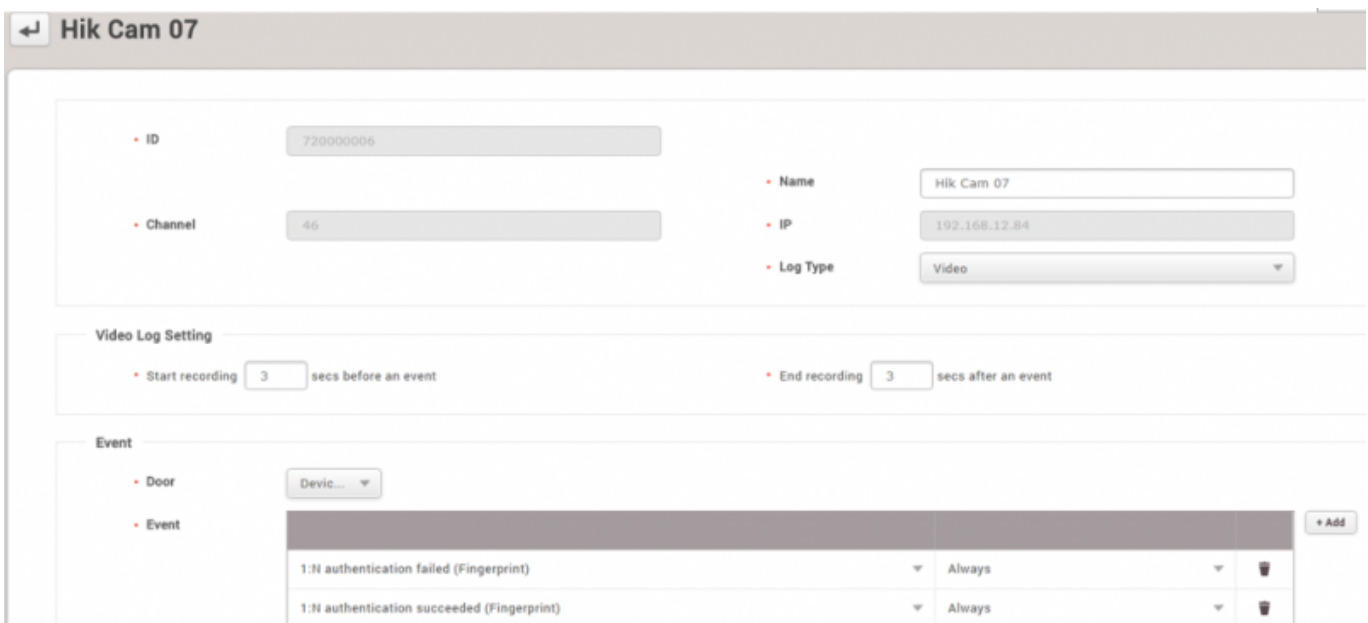 Hik Cam 07
• ID 720000006
• Name Hik Cam 07
• Channel 46 • IP 192.168.12.84
• Log Type Video
Video Log Setting
• Start recording 3 secs before an event • End recording 3 secs after an event
Event
• Door Devic...
• Event + Add
1:N authentication failed (Fingerprint) Always
1:N authentication succeeded (Fingerprint) Always